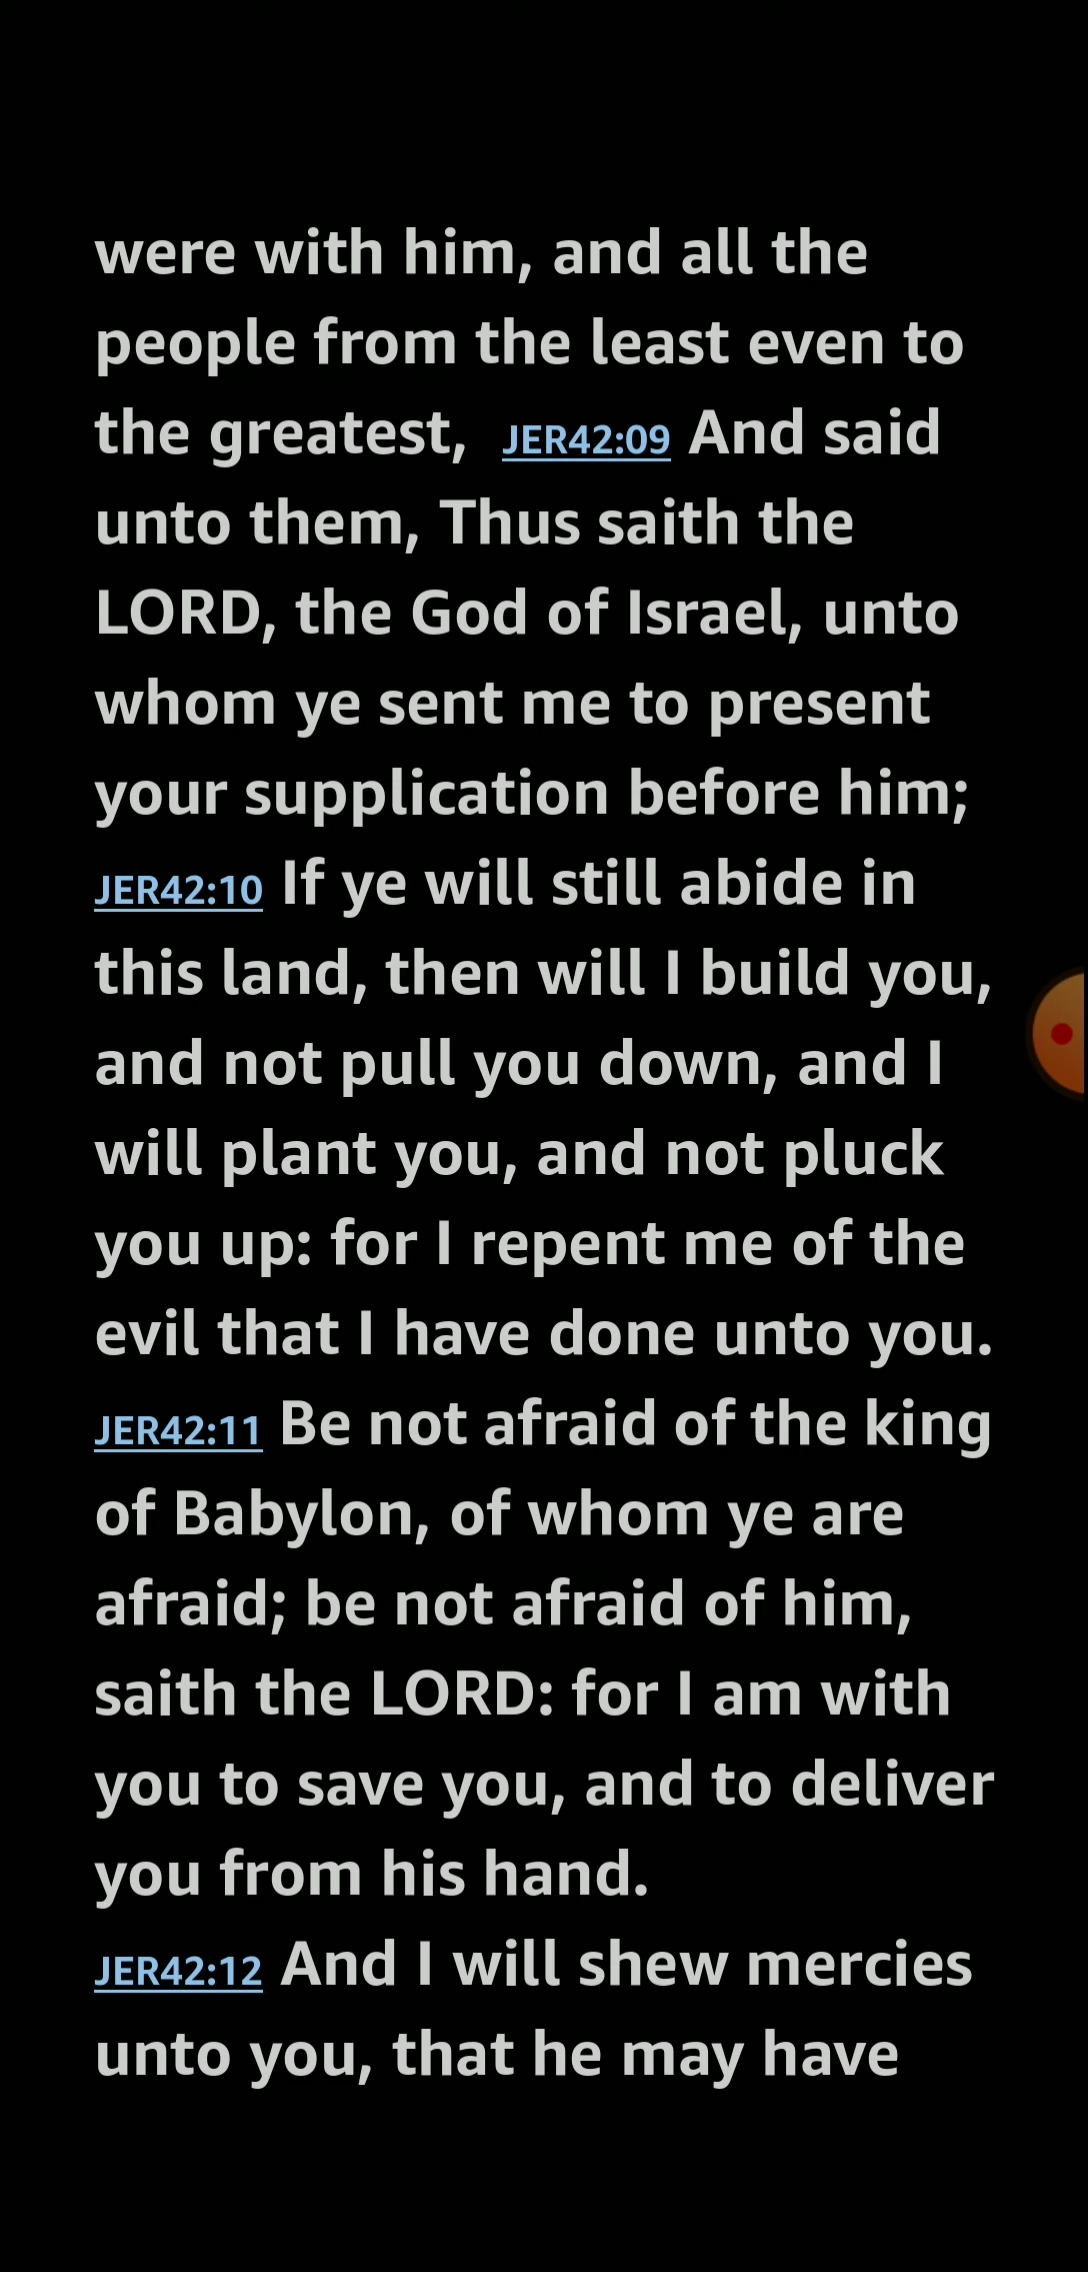 were with him, and all the
people from the least even to
the greatest, JER42:09 And said
unto them, Thus saith the
LORD, the God of Israel, unto
whom ye sent me to present
your supplication before him;
JER42:10 If ye will still abide in
this land, then will I build you,
and not pull you down, and I
will plant you, and not pluck
you up: for I repent me of the
evil that I have done unto you.
JER42:11 Be not afraid of the king
of Babylon, of whom ye are
afraid; be not afraid of him,
saith the LORD: for I am with
you to save you, and to deliver
you from his hand.
JER42:12 And I will shew mercies
unto you, that he may have